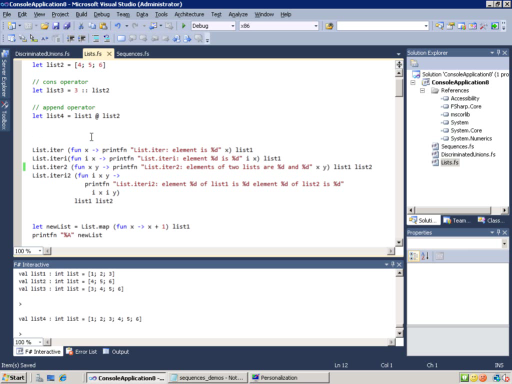 ConsoleApplication8 - Microsoft Visual Studio (Administrator)
File Edit View Project Build Debug Team Data Tools Architecture Test Analyze Window Help
Debug x86
DiscriminatedUnions.fs Lists.fs Sequences.fs
let list2 = [4; 5; 6]
// cons operator
let list3 = 3 :: list2
// append operator
let list4 = list1 @ list2
List.iter (fun x -> printfn "List.iter: element is %d" x) list1
List.iteri(fun i x -> printfn "List.iteri: element %d is %d" i x) list1
List.iter2 (fun x y -> printfn "List.iter2: elements of two lists are %d and %d" x y) list1 list2
List.iteri2 (fun i x y ->
printfn "List.iteri2: element %d of list1 is %d element %d of list2 is %d"
i x i y)
list1 list2
let newList = List.map (fun x -> x + 1) list1
printfn "%A" newList
100 %
F# Interactive
val list1 : int list = [1; 2; 3]
val list2 : int list = [4; 5; 6]
val list3 : int list = [3; 4; 5; 6]
>
val list4 : int list = [1; 2; 3; 4; 5; 6]
>
100 %
F# Interactive Error List Output
Solution Explorer
Solution 'ConsoleApplication8' (1 pro
ConsoleApplication8
References
Accessibility
FSharp.Core
mscorlib
System
System.Core
System.Numerics
Sequences.fs
DiscriminatedUnions.fs
Lists.fs
Soluti... Team... Class...
Properties
Server Explorer
Toolbox
Item(s) Saved Ln 12 Col 1 Ch 1 INS
Start ConsoleApplication8 -... sequences_demos - Not... Personalization